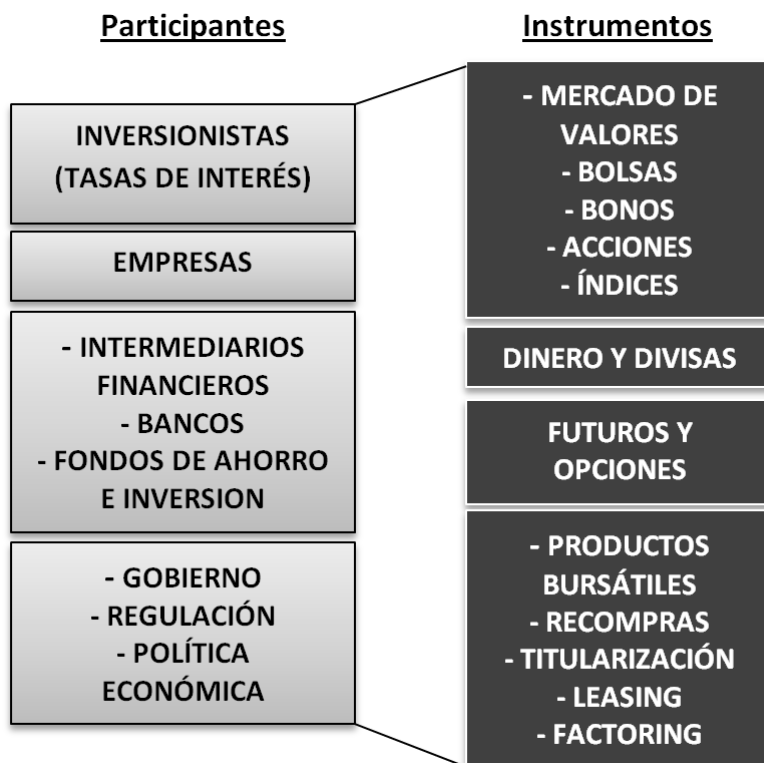 Participantes
INVERSIONISTAS
(TASAS DE INTERÉS)
EMPRESAS
- INTERMEDIARIOS
FINANCIEROS
- BANCOS
- FONDOS DE AHORRO
E INVERSION
- GOBIERNO
- REGULACIÓN
- POLÍTICA
ECONÓMICA
Instrumentos
- MERCADO DE
VALORES
- BOLSAS
- BONOS
- ACCIONES
- ÍNDICES
DINERO Y DIVISAS
FUTUROS Y
OPCIONES
- PRODUCTOS
BURSÁTILES
- RECOMPRAS
- TITULARIZACIÓN
- LEASING
- FACTORING